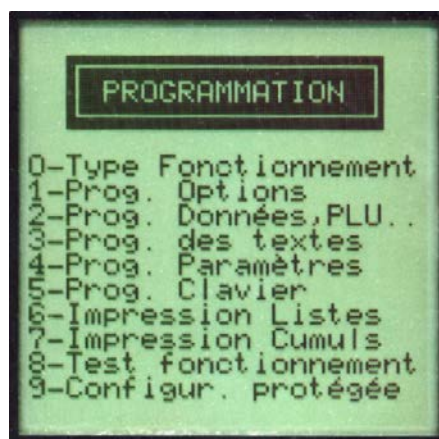 PROGRAMMATION
0-Type Fonctionnement
1-Prog. Options
2-Prog. Données,PLU..
3-Prog. des textes
4-Prog. Paramètres
5-Prog. Clavier
6-Impression Listes
7-Impression Cumuls
8-Test fonctionnement
9-Configur. protégée